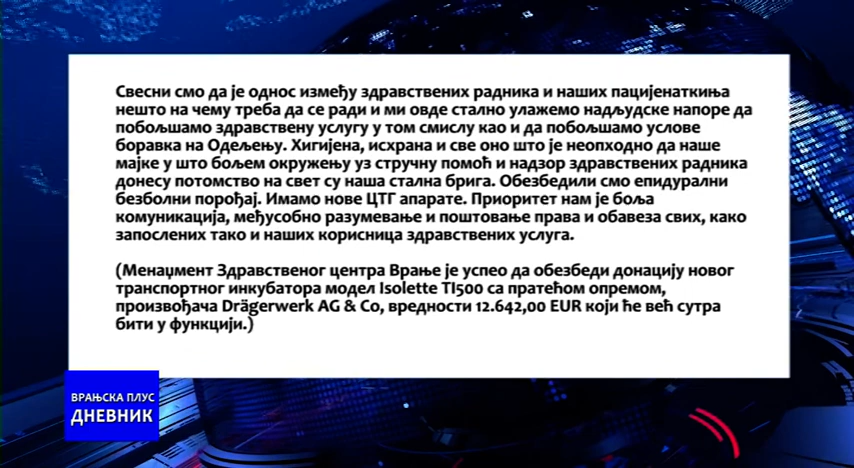 Свесни смо да је однос између здравствених радника и наших пацијенаткиња
нешто на чему треба да се ради и ми овде стално улажемо надљудске напоре да
побољшамо здравствену услугу у том смислу као и да побољшамо услове
боравка на Одељењу. Хигијена, исхрана и све оно што је неопходно да наше
мајке у што бољем окружењу уз стручну помоћ и надзор здравствених радника
донесу потомство на свет су наша стална брига. Обезбедили смо епидурални
безболни порођај. Имамо нове ЦТГ апарате. Приоритет нам је боља
комуникација, међусобно разумевање и поштовање права и обавеза свих, како
запослених тако и наших корисница здравствених услуга.
(Менаџмент Здравственог центра Врање је успео да обезбеди донацију новог
транспортног инкубатора модел Isolette TI500 са пратећом опремом,
произвођача Drägerwerk AG & Co, вредности 12.642,00 EUR који ће већ сутра
бити у функцији.)
ВРАЊСКА ПЛУС
ДНЕВНИК